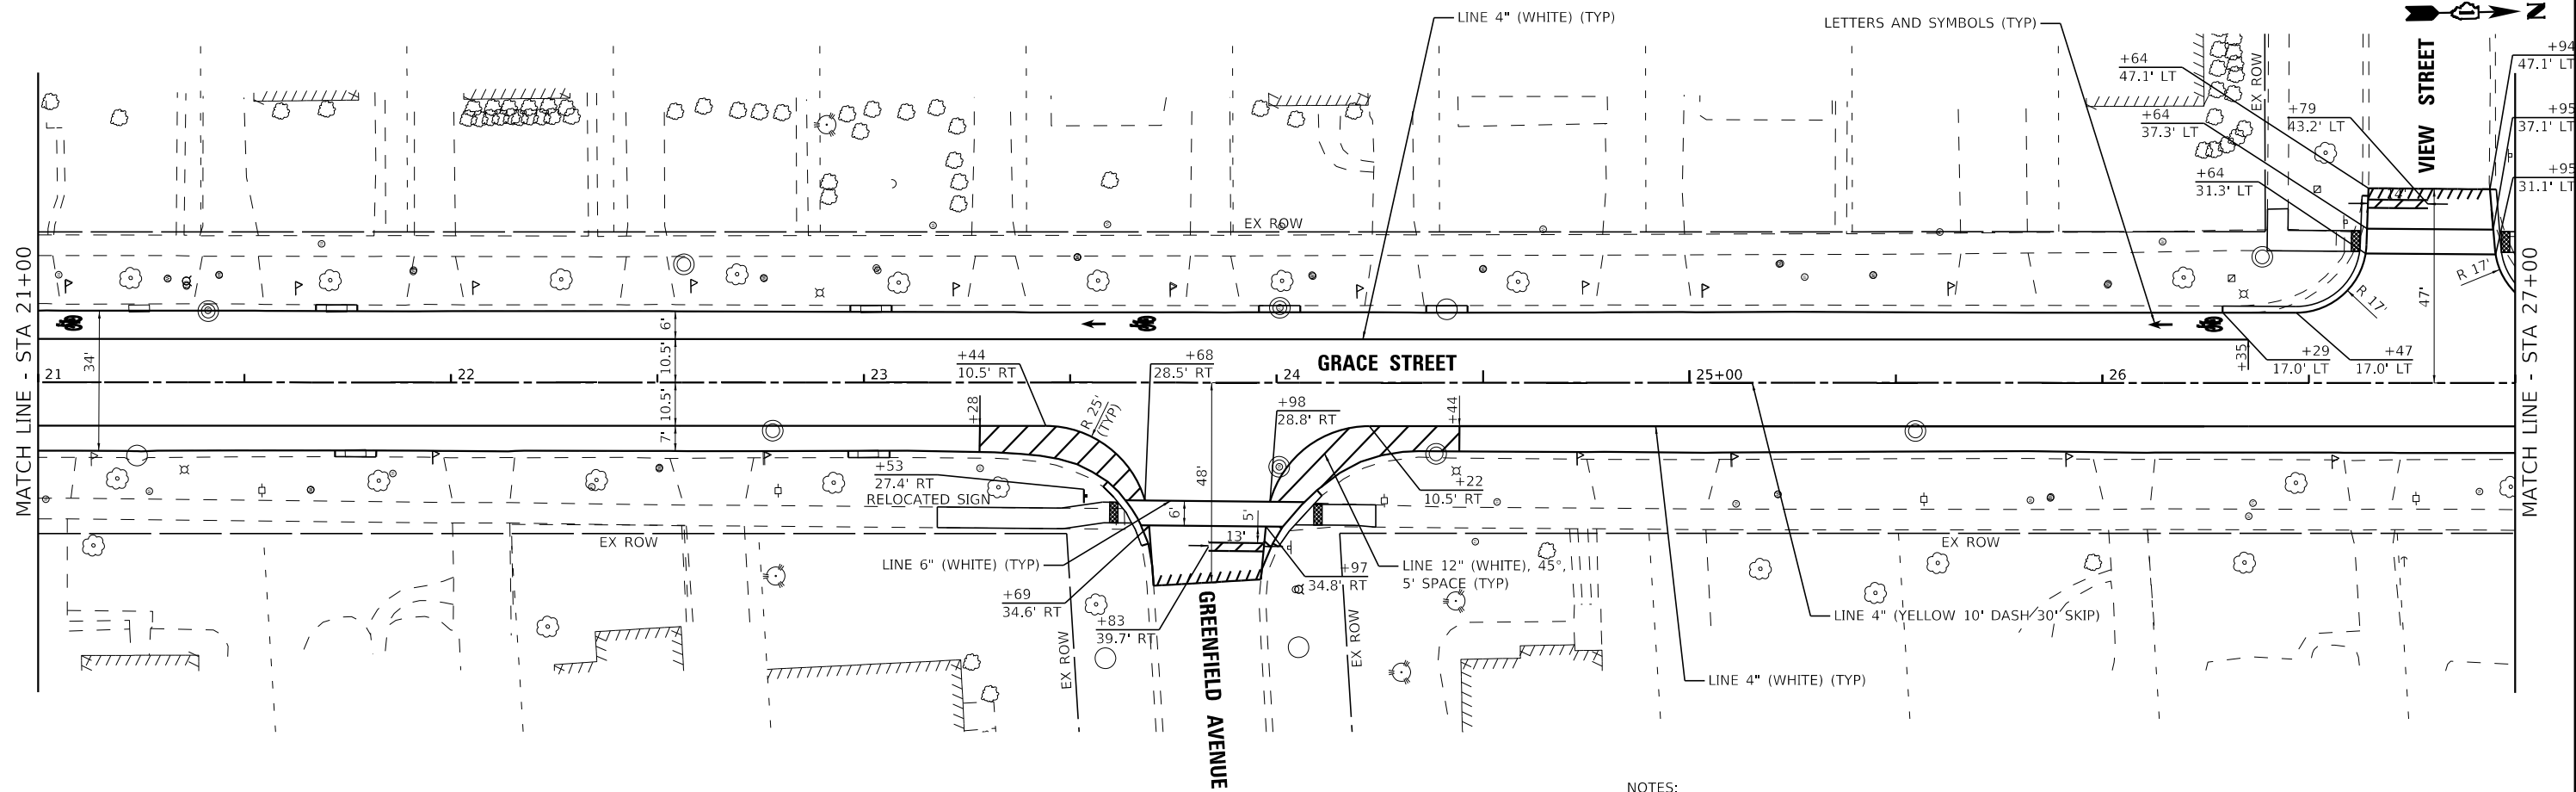 LINE 4" (WHITE) (TYP)
LETTERS AND SYMBOLS (TYP)
N
1
VIEW STREET
+94
47.1' LT
+64
47.1' LT
EX ROW
+79
43.2' LT
+95
37.1' LT
+64
37.3' LT
+95
31.1' LT
+64
31.3' LT
EX ROW
R 17'
R 17'
47'
MATCH LINE - STA 21+00
MATCH LINE - STA 27+00
34'
6'
10.5'
10.5'
7'
+44
10.5' RT
+68
28.5' RT
GRACE STREET
+35
+29
17.0' LT
+47
17.0' LT
21
22
23
24
25+00
26
+28
R 25'
(TYP)
+98
28.8' RT
+44
48'
+53
27.4' RT
RELOCATED SIGN
+22
10.5' RT
6'
5'
13'
EX ROW
EX ROW
LINE 6" (WHITE) (TYP)
+97
34.8' RT
LINE 12" (WHITE), 45°,
5' SPACE (TYP)
+69
34.6' RT
+83
39.7' RT
LINE 4" (YELLOW 10' DASH 30' SKIP)
EX ROW
EX ROW
GREENFIELD AVENUE
LINE 4" (WHITE) (TYP)
NOTES: